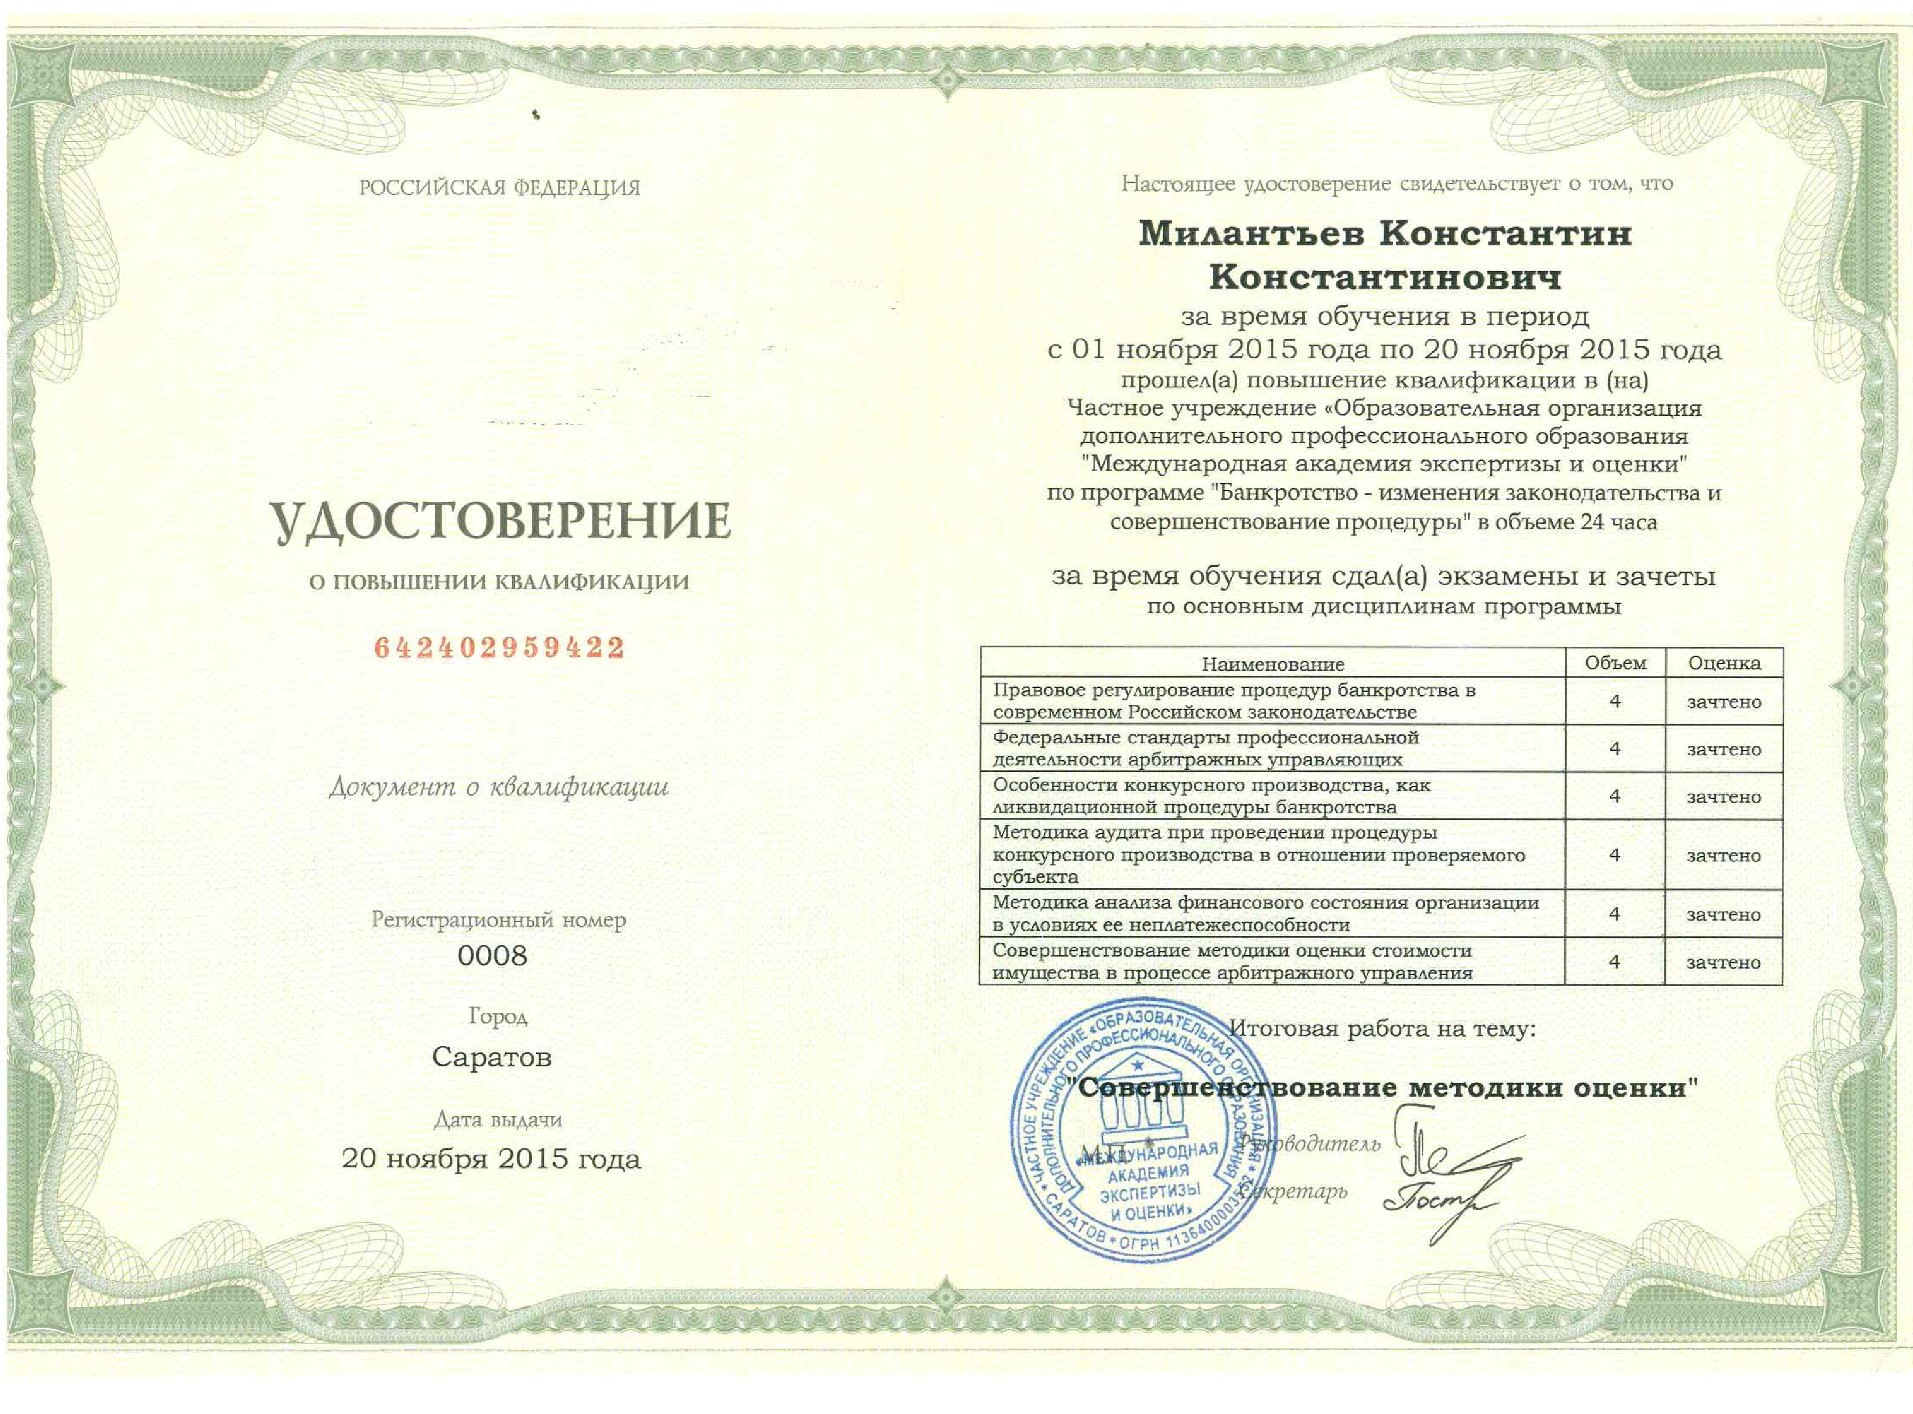 РОССИЙСКАЯ ФЕДЕРАЦИЯ
УДОСТОВЕРЕНИЕ
О ПОВЫШЕНИИ КВАЛИФИКАЦИИ
642402959422
Документ о квалификации
Регистрационный номер
0008
Город
Саратов
Дата выдачи
20 ноября 2015 года
Настоящее удостоверение свидетельствует о том, что
Милантьев Константин
Константинович
за время обучения в период
с 01 ноября 2015 года по 20 ноября 2015 года
прошел(а) повышение квалификации в (на)
Частное учреждение «Образовательная организация
дополнительного профессионального образования
"Международная академия экспертизы и оценки"
по программе "Банкротство - изменения законодательства и
совершенствование процедуры" в объеме 24 часа
за время обучения сдал(а) экзамены и зачеты
по основным дисциплинам программы
Наименование Объем Оценка
Правовое регулирование процедур банкротства в
современном Российском законодательстве 4 зачтено
Федеральные стандарты профессиональной
деятельности арбитражных управляющих 4 зачтено
Особенности конкурсного производства, как
ликвидационной процедуры банкротства 4 зачтено
Методика аудита при проведении процедуры
конкурсного производства в отношении проверяемого
субъекта 4 зачтено
Методика анализа финансового состояния организации
в условиях ее неплатежеспособности 4 зачтено
Совершенствование методики оценки стоимости
имущества в процессе арбитражного управления 4 зачтено
Итоговая работа на тему:
"Совершенствование методики оценки"
М.П.
Руководитель
Секретарь
ЧАСТНОЕ УЧРЕЖДЕНИЕ «ОБРАЗОВАТЕЛЬНАЯ ОРГАНИЗАЦИЯ
ДОПОЛНИТЕЛЬНОГО ПРОФЕССИОНАЛЬНОГО ОБРАЗОВАНИЯ
«МЕЖДУНАРОДНАЯ
АКАДЕМИЯ
ЭКСПЕРТИЗЫ
И ОЦЕНКИ»
* САРАТОВ * ОГРН 1136400003552 *